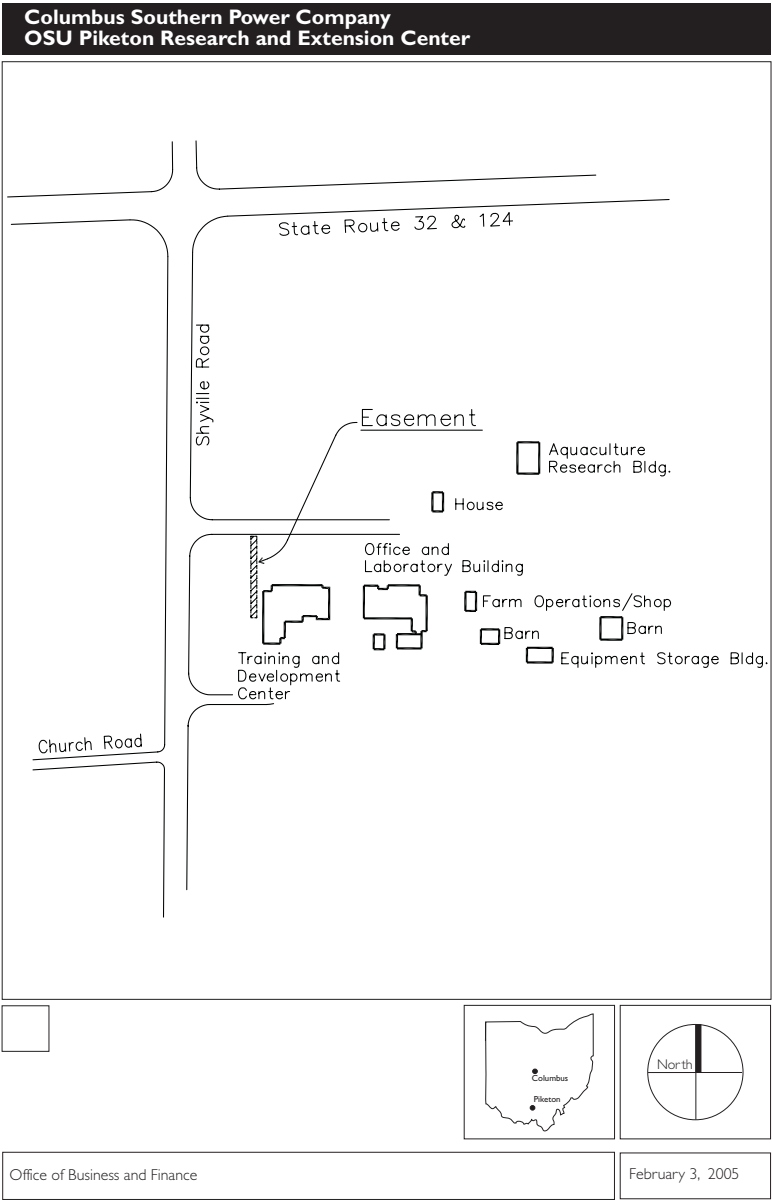 Columbus Southern Power Company
OSU Piketon Research and Extension Center
State Route 32 & 124
Shyville Road
Easement
Aquaculture
Research Bldg.
House
Office and
Laboratory Building
Farm Operations/Shop
Barn
Barn
Equipment Storage Bldg.
Training and
Development
Center
Church Road
Columbus
Piketon
North
Office of Business and Finance
February 3, 2005